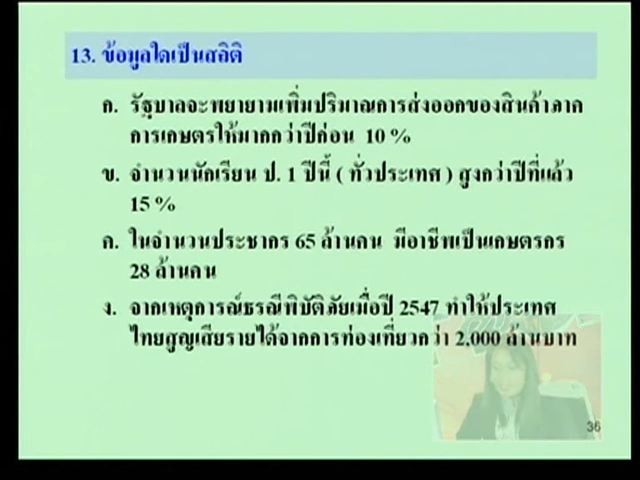 13. ข้อมูลใดเป็นสถิติ
ก. รัฐบาลจะพยายามเพิ่มปริมาณการส่งออกของสินค้าภาค
การเกษตรให้มากกว่าปีก่อน 10 %
ข. จำนวนนักเรียน ป. 1 ปีนี้ ( ทั่วประเทศ ) สูงกว่าปีที่แล้ว
15 %
ค. ในจำนวนประชากร 65 ล้านคน มีอาชีพเป็นเกษตรกร
28 ล้านคน
ง. จากเหตุการณ์ธรณีพิบัติภัยเมื่อปี 2547 ทำให้ประเทศ
ไทยสูญเสียรายได้จากการท่องเที่ยวกว่า 2,000 ล้านบาท
36